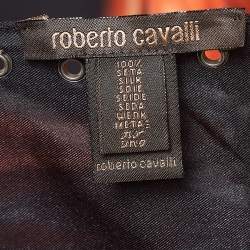 roberto cavalli
100%
SETA
SILK
SOIE
SEIDE
SEDA
roberto cavalli